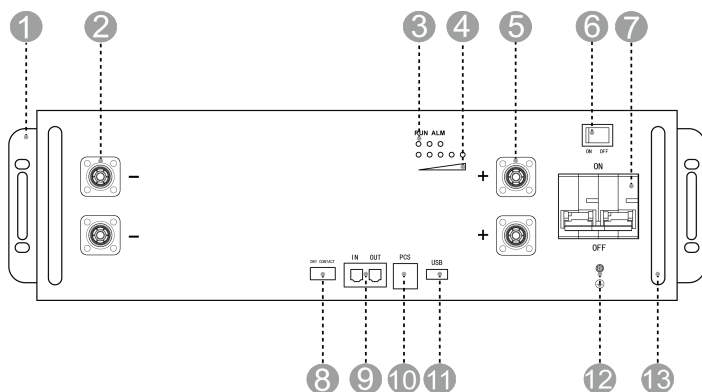 1 2 3 4 5 6 7
RUN ALM
ON OFF
ON
− +
− +
OFF
DRY CONTACT IN OUT PCS USB
8 9 10 11 12 13